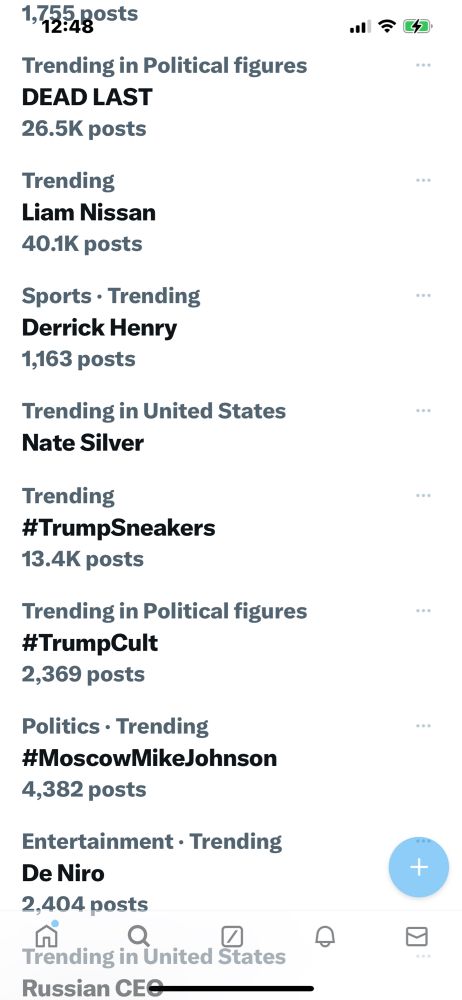 1,755 posts
12:48
Trending in Political figures
DEAD LAST
26.5K posts
Trending
Liam Nissan
40.1K posts
Sports · Trending
Derrick Henry
1,163 posts
Trending in United States
Nate Silver
Trending
#TrumpSneakers
13.4K posts
Trending in Political figures
#TrumpCult
2,369 posts
Politics · Trending
#MoscowMikeJohnson
4,382 posts
Entertainment · Trending
De Niro
2,404 posts
Trending in United States
Russian CEO